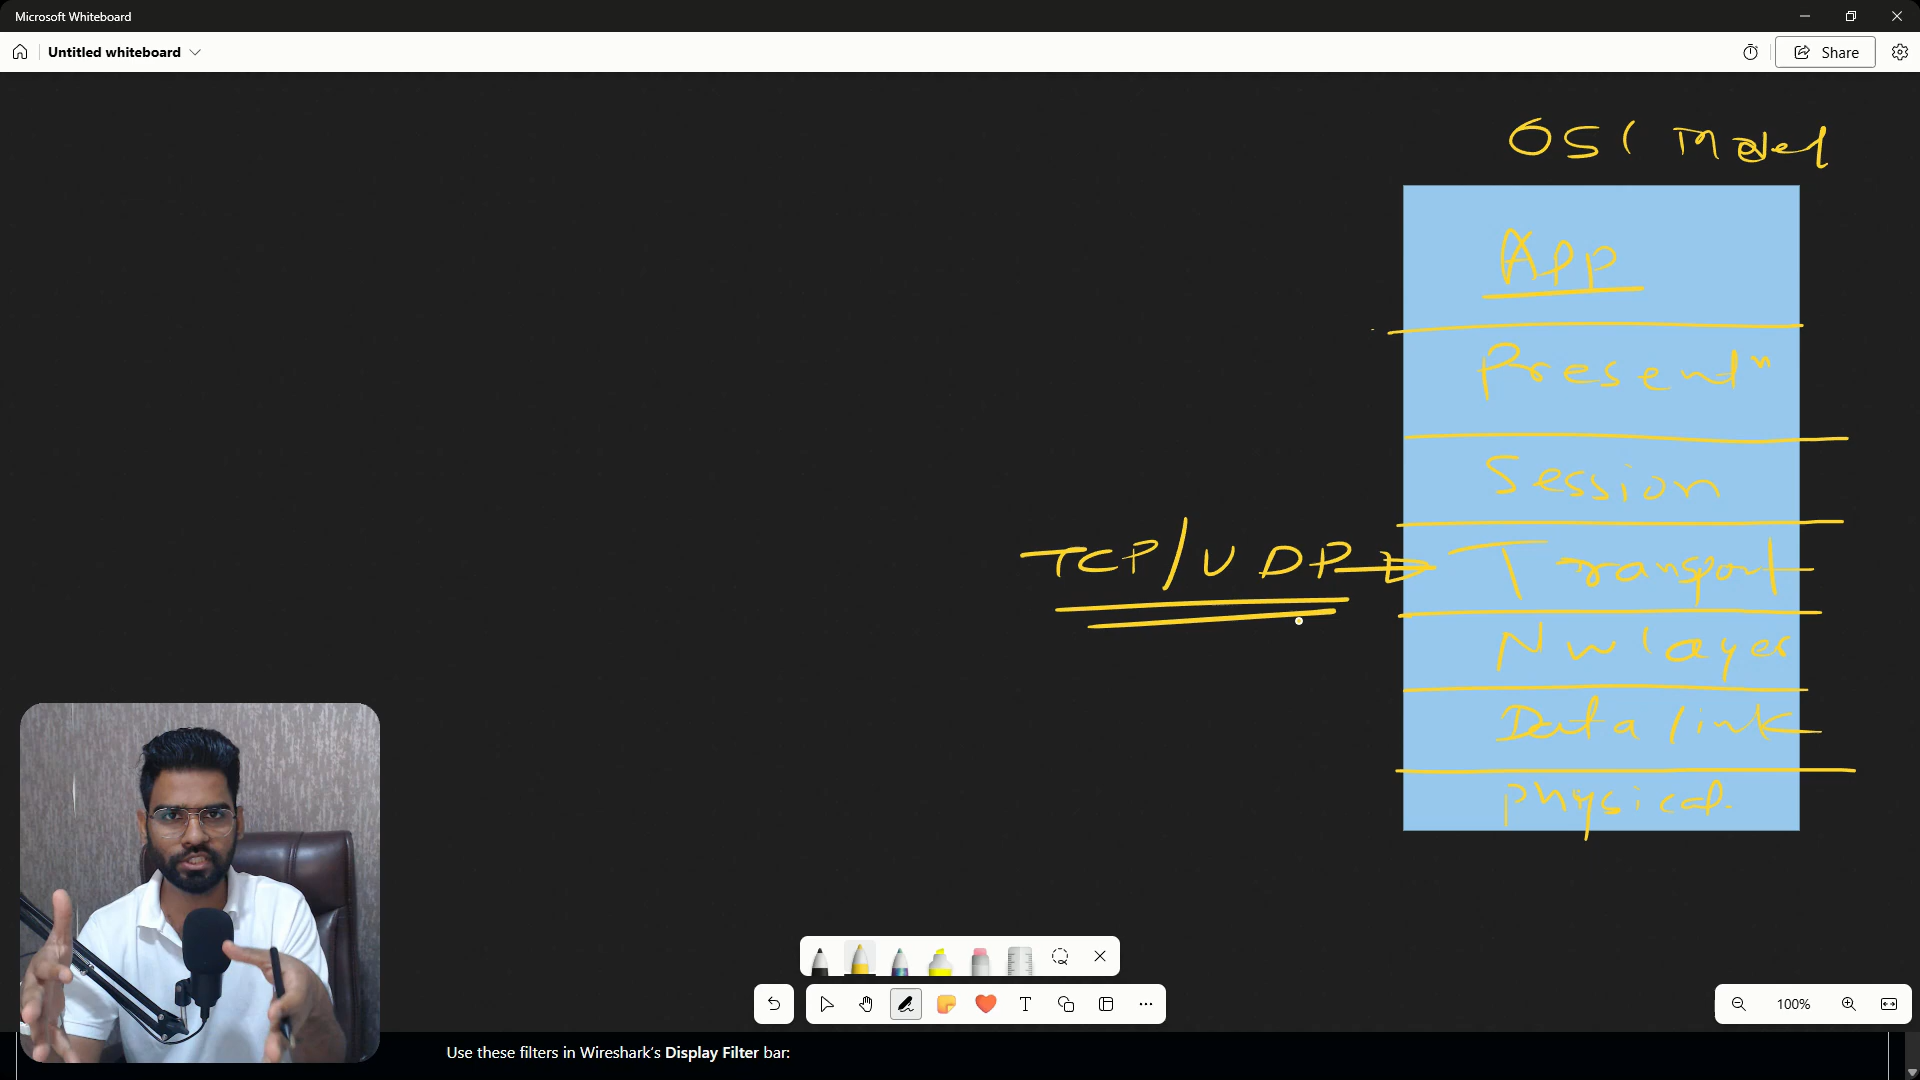 Microsoft Whiteboard
Untitled whiteboard
Share
OSI Model
App
Presentn
Session
TCP/UDP
Transport
Nw layer
Data link
physical.
T
100%
Use these filters in Wireshark's Display Filter bar: